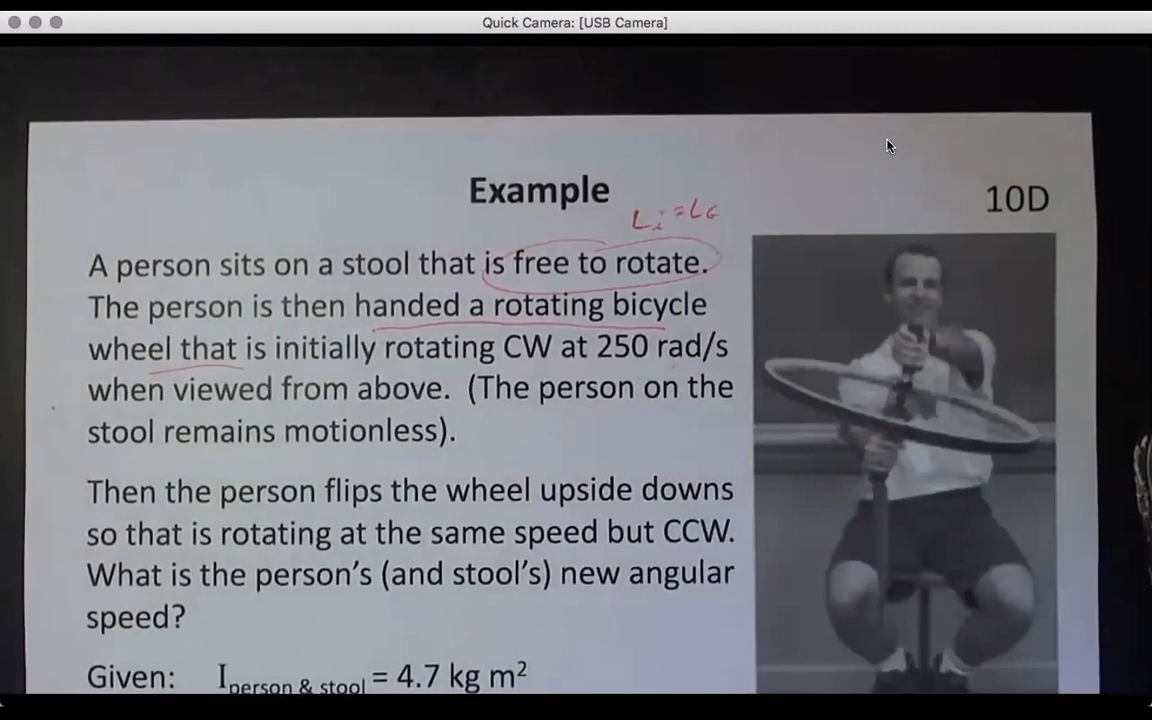 Quick Camera: [USB Camera]
Example
10D
Li = L
A person sits on a stool that is free to rotate.
The person is then handed a rotating bicycle
wheel that is initially rotating CW at 250 rad/s
when viewed from above. (The person on the
stool remains motionless).
Then the person flips the wheel upside downs
so that is rotating at the same speed but CCW.
What is the person's (and stool's) new angular
speed?
Given: I person & stool = 4.7 kg m²